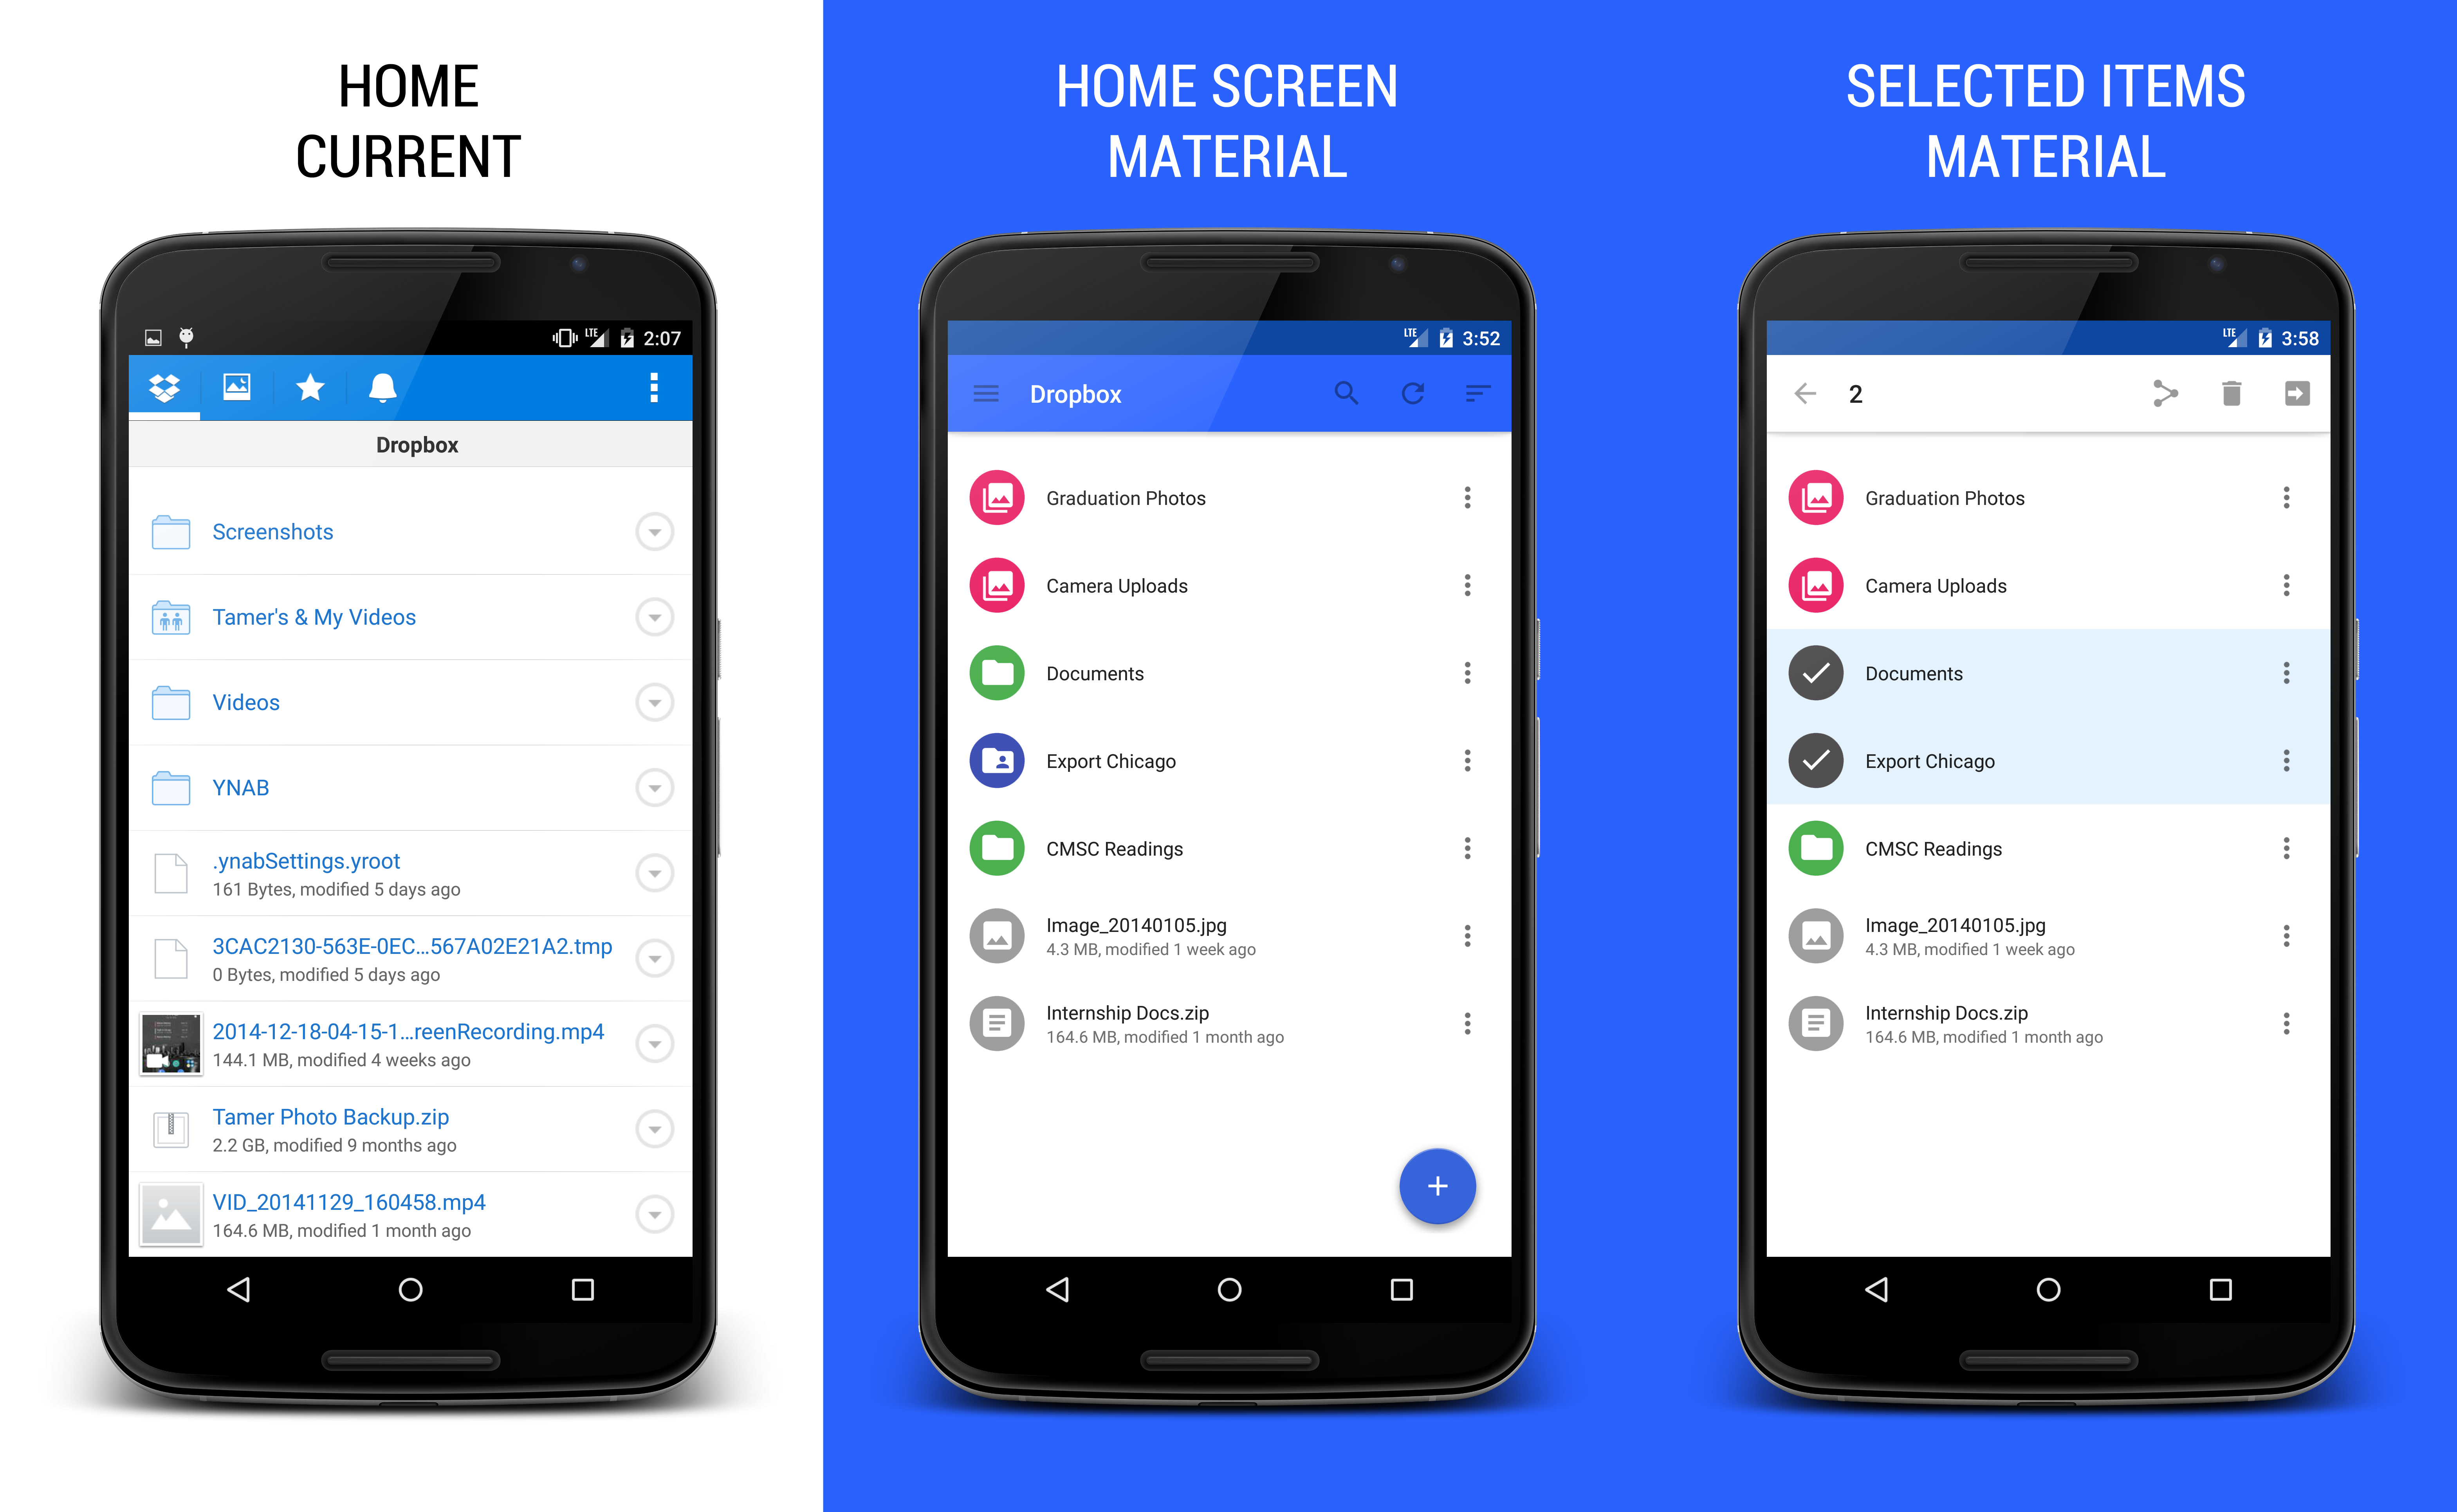 HOME
CURRENT
LTE 2:07
Dropbox
Screenshots
Tamer's & My Videos
Videos
YNAB
.ynabSettings.yroot
161 Bytes, modified 5 days ago
3CAC2130-563E-0EC...567A02E21A2.tmp
0 Bytes, modified 5 days ago
2014-12-18-04-15-1...reenRecording.mp4
144.1 MB, modified 4 weeks ago
Tamer Photo Backup.zip
2.2 GB, modified 9 months ago
VID_20141129_160458.mp4
164.6 MB, modified 1 month ago
HOME SCREEN
MATERIAL
LTE 3:52
Dropbox
Graduation Photos
Camera Uploads
Documents
Export Chicago
CMSC Readings
Image_20140105.jpg
4.3 MB, modified 1 week ago
Internship Docs.zip
164.6 MB, modified 1 month ago
SELECTED ITEMS
MATERIAL
LTE 3:58
2
Graduation Photos
Camera Uploads
Documents
Export Chicago
CMSC Readings
Image_20140105.jpg
4.3 MB, modified 1 week ago
Internship Docs.zip
164.6 MB, modified 1 month ago